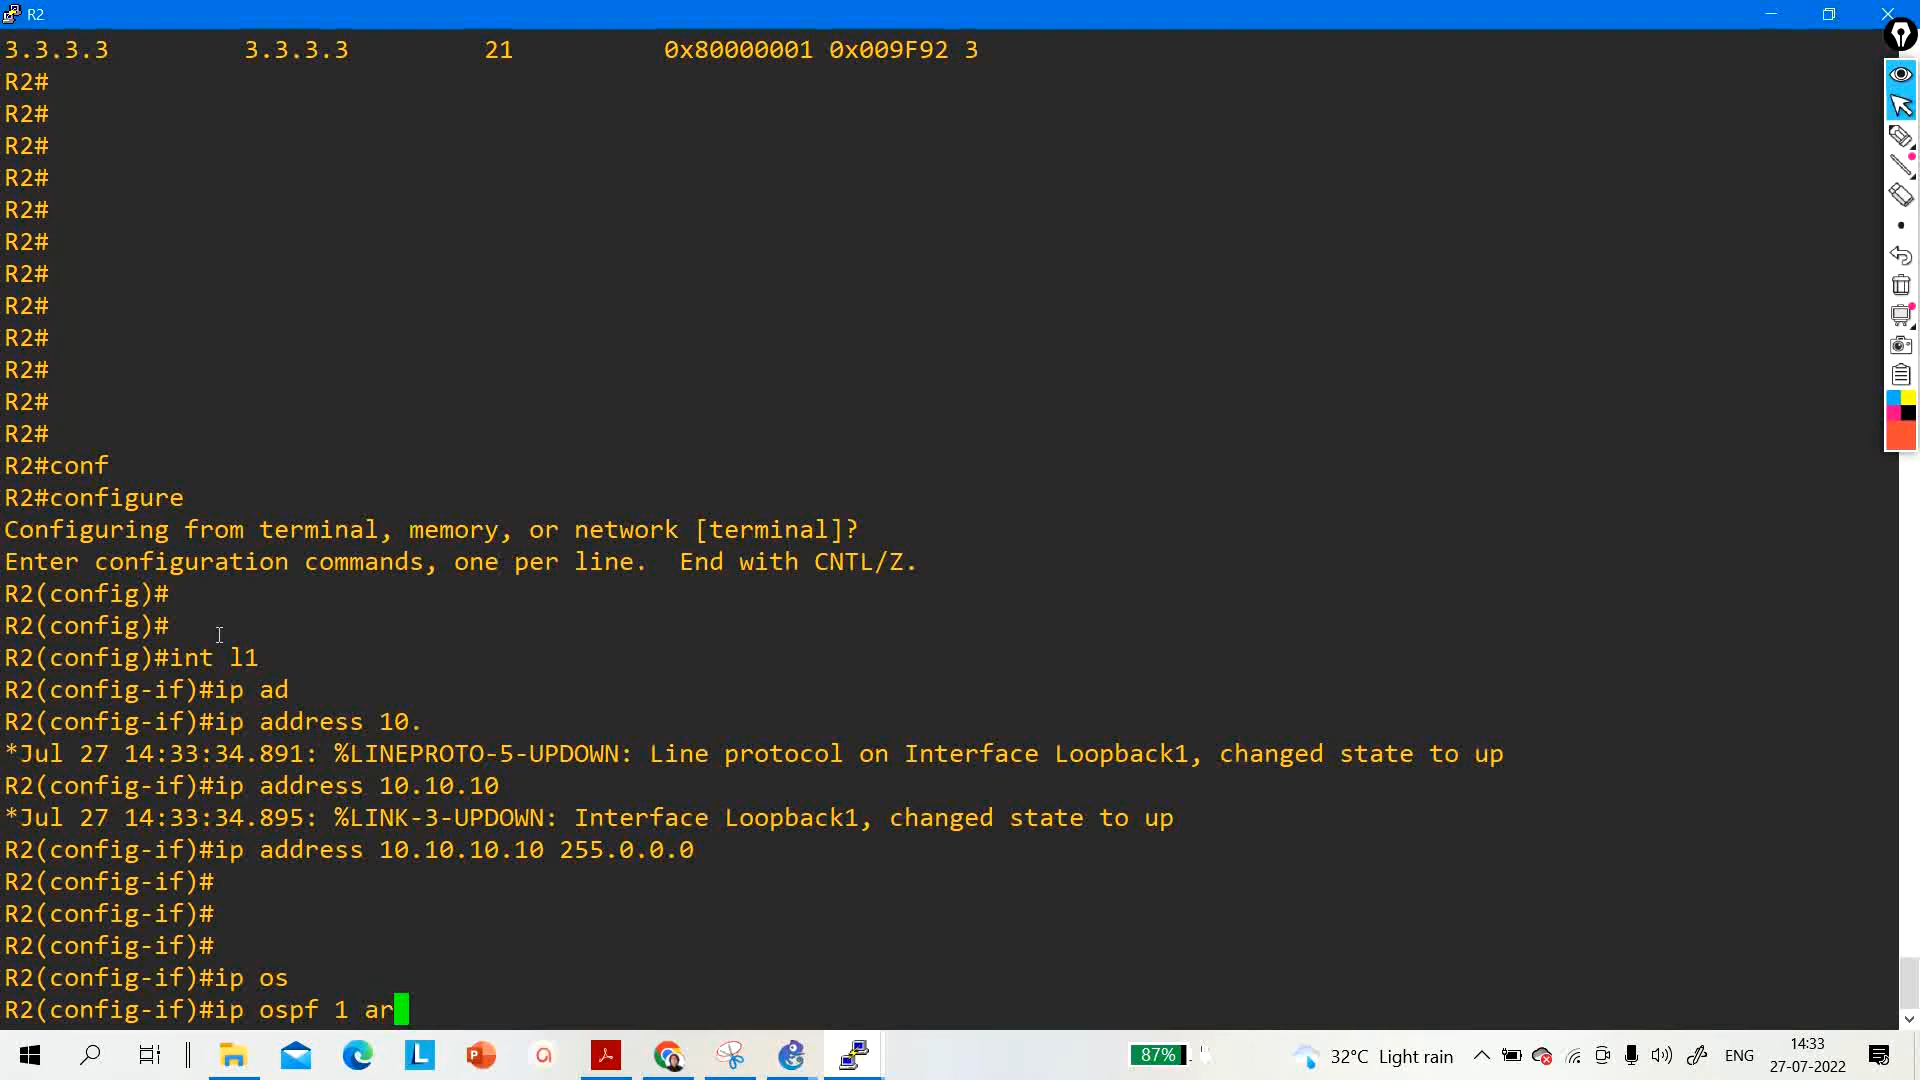 R2
3.3.3.3 3.3.3.3 21 0x80000001 0x009F92 3
R2#
R2#
R2#
R2#
R2#
R2#
R2#
R2#
R2#
R2#
R2#
R2#
R2#conf
R2#configure
Configuring from terminal, memory, or network [terminal]?
Enter configuration commands, one per line.  End with CNTL/Z.
R2(config)#
R2(config)#
R2(config)#int l1
R2(config-if)#ip ad
R2(config-if)#ip address 10.
*Jul 27 14:33:34.891: %LINEPROTO-5-UPDOWN: Line protocol on Interface Loopback1, changed state to up
R2(config-if)#ip address 10.10.10
*Jul 27 14:33:34.895: %LINK-3-UPDOWN: Interface Loopback1, changed state to up
R2(config-if)#ip address 10.10.10.10 255.0.0.0
R2(config-if)#
R2(config-if)#
R2(config-if)#
R2(config-if)#ip os
R2(config-if)#ip ospf 1 ar
87%
32°C Light rain
ENG
14:33
27-07-2022